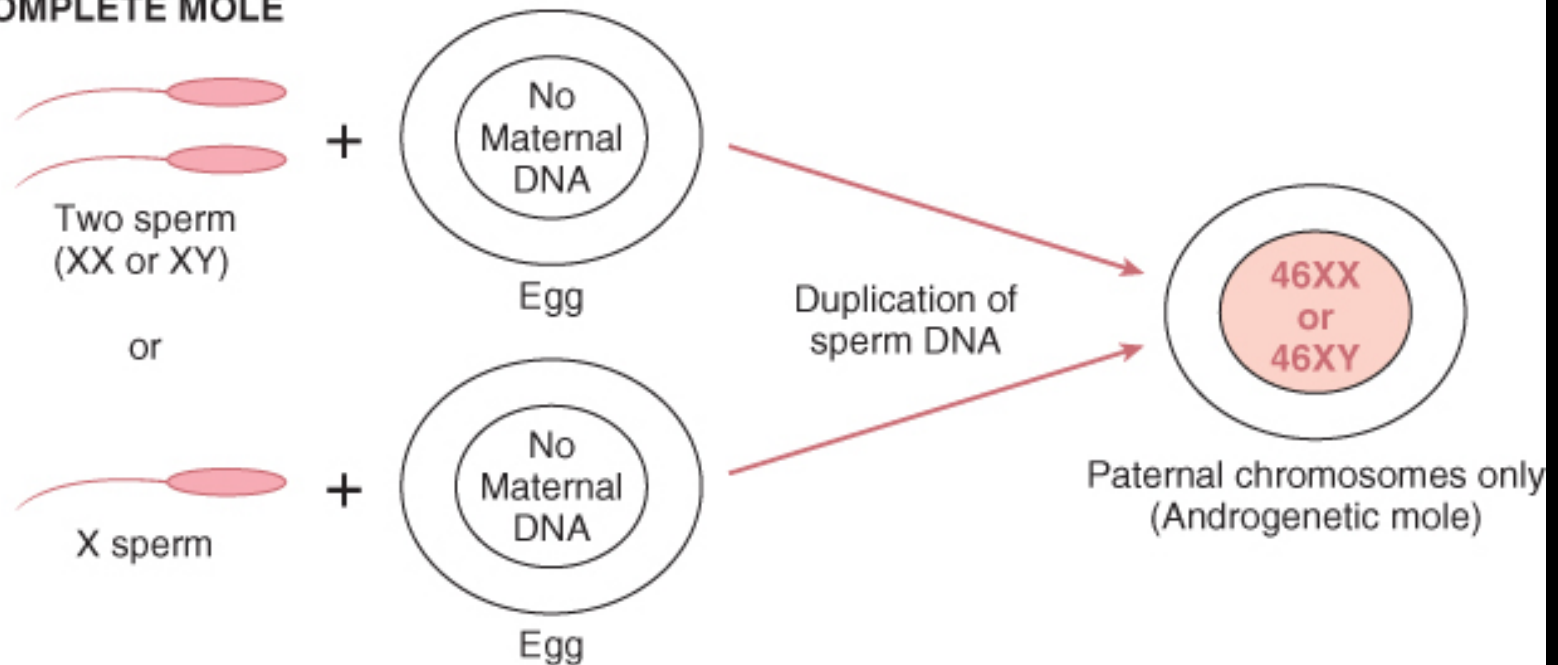 OMPLETE MOLE
No
Maternal
DNA
Two sperm
(XX or XY)
Egg
or
Duplication of
sperm DNA
46XX
or
46XY
Paternal chromosomes only
(Androgenetic mole)
No
Maternal
DNA
X sperm
Egg